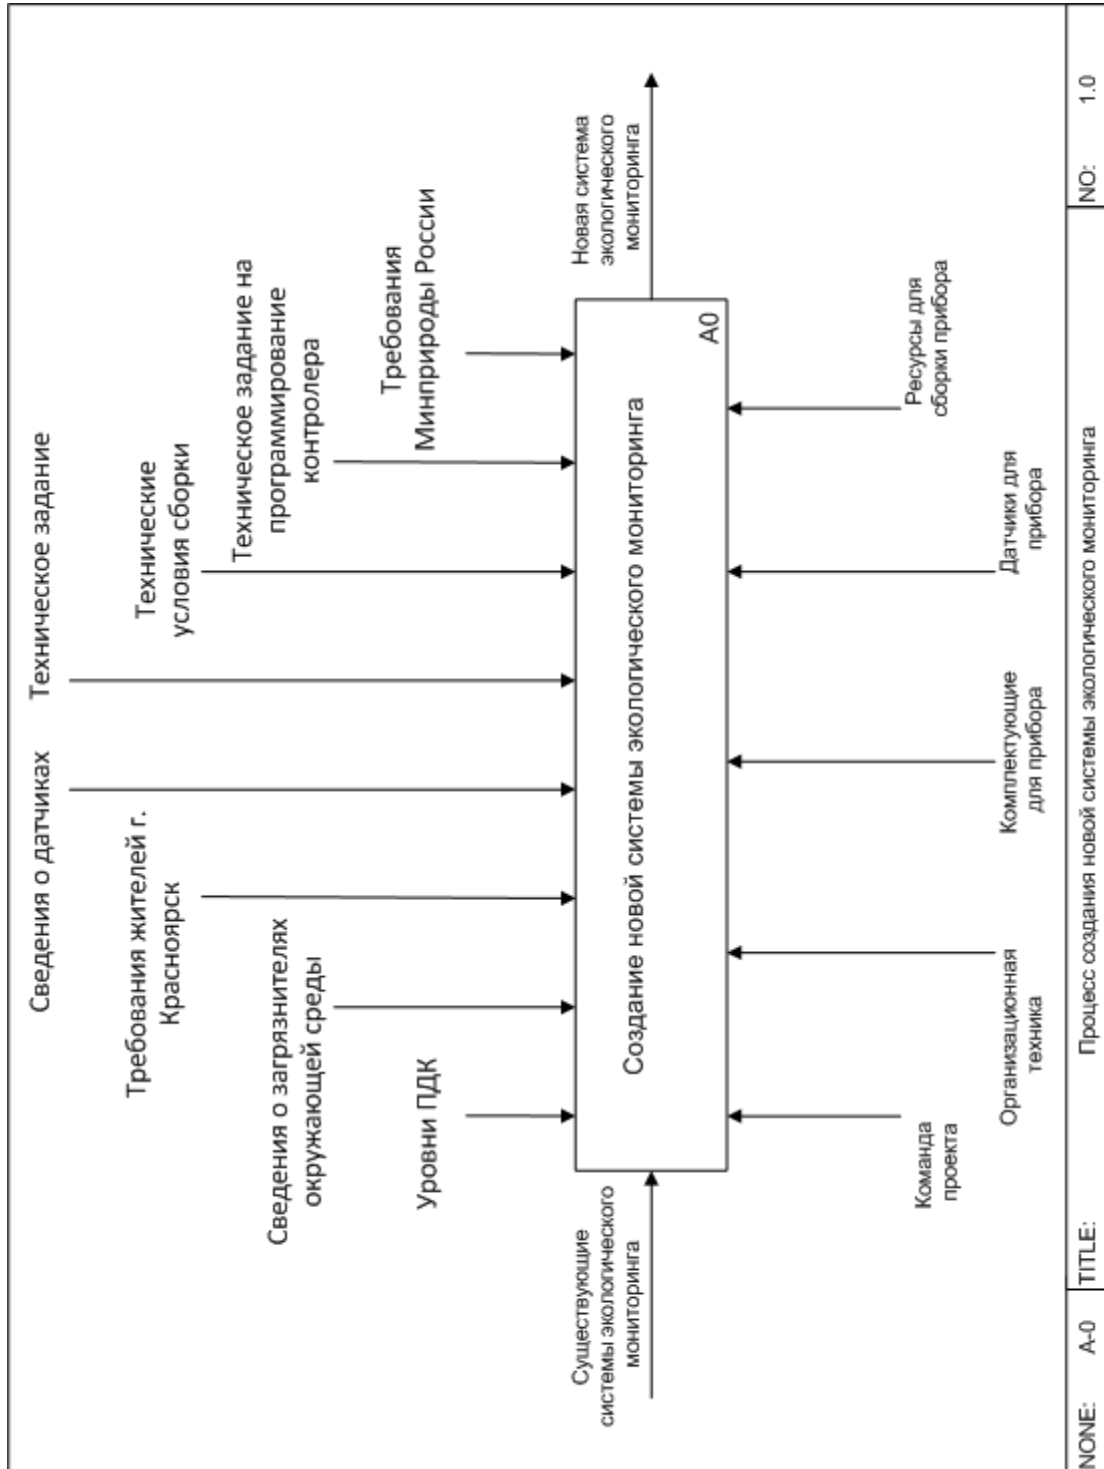 Сведения о датчиках
Техническое задание
Требования жителей г.
Красноярск
Технические
условия сборки
Сведения о загрязнителях
окружающей среды
Техническое задание на
программирование
контролера
Уровни ПДК
Требования
Минприроды России
Существующие
системы экологического
мониторинга
Создание новой системы экологического мониторинга
A0
Новая система
экологического
мониторинга
Команда
проекта
Организационная
техника
Комплектующие
для прибора
Датчики для
прибора
Ресурсы для
сборки прибора
NONE: A-0
TITLE: Процесс создания новой системы экологического мониторинга
NO: 1.0